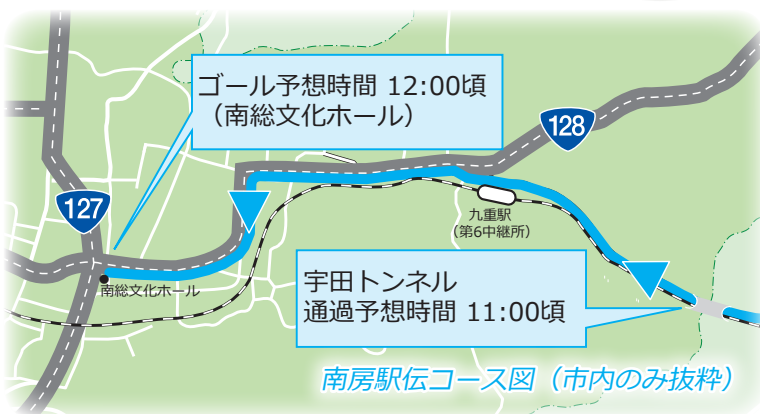 ゴール予想時間 12:00頃
（南総文化ホール）
128
127
九重駅
（第6中継所）
南総文化ホール
宇田トンネル
通過予想時間 11:00頃
南房駅伝コース図（市内のみ抜粋）